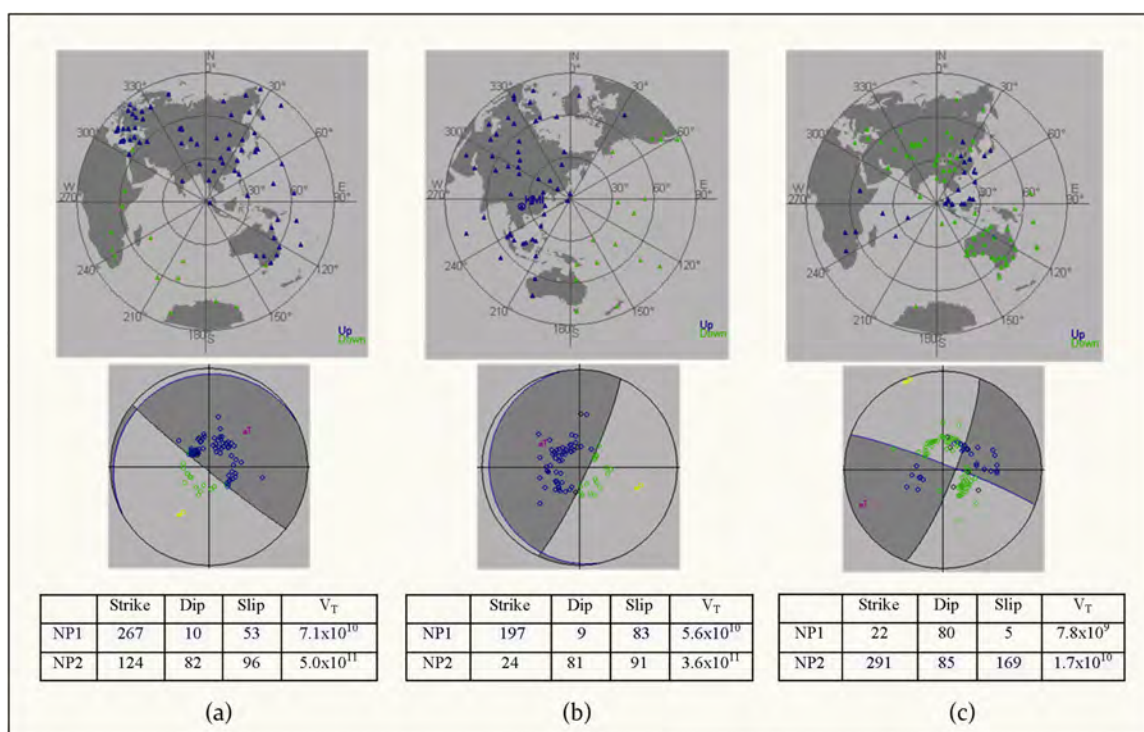 N
0°
30°
60°
E
90°
120°
150°
180°
S
210°
240°
W
270°
300°
330°
30°
60°
Up
Down
N
0°
30°
60°
E
90°
120°
150°
180°
S
210°
240°
W
270°
300°
330°
30°
60°
KMI
Up
Down
N
0°
30°
60°
E
90°
120°
150°
180°
S
210°
240°
W
270°
300°
330°
30°
60°
Up
Down
T
T
T
Strike Dip Slip V_T
NP1 267 10 53 7.1x10^10
NP2 124 82 96 5.0x10^11
Strike Dip Slip V_T
NP1 197 9 83 5.6x10^10
NP2 24 81 91 3.6x10^11
Strike Dip Slip V_T
NP1 22 80 5 7.8x10^9
NP2 291 85 169 1.7x10^10
(a)
(b)
(c)